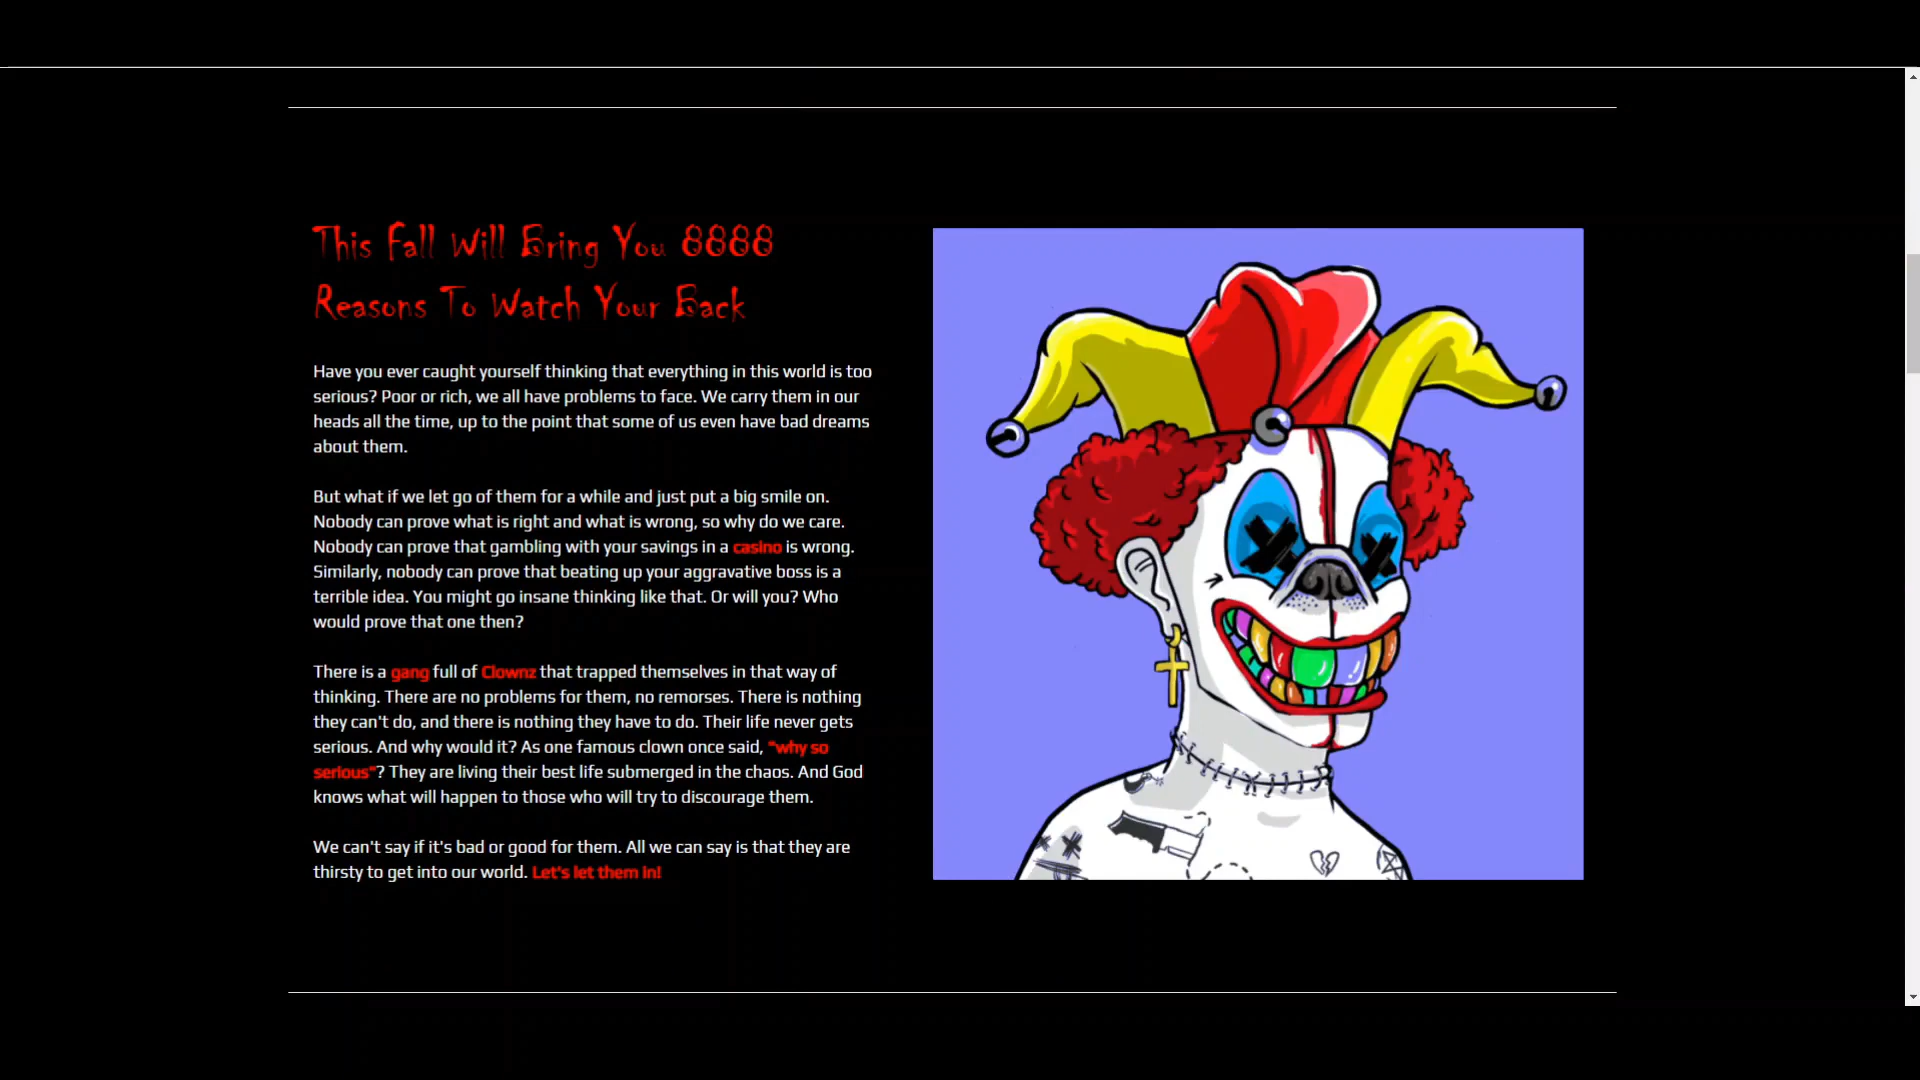 This Fall Will Bring You 8888
Reasons To Watch Your Back
Have you ever caught yourself thinking that everything in this world is too
serious? Poor or rich, we all have problems to face. We carry them in our
heads all the time, up to the point that some of us even have bad dreams
about them.
But what if we let go of them for a while and just put a big smile on.
Nobody can prove what is right and what is wrong, so why do we care.
Nobody can prove that gambling with your savings in a casino is wrong.
Similarly, nobody can prove that beating up your aggravative boss is a
terrible idea. You might go insane thinking like that. Or will you? Who
would prove that one then?
There is a gang full of Clownz that trapped themselves in that way of
thinking. There are no problems for them, no remorses. There is nothing
they can't do, and there is nothing they have to do. Their life never gets
serious. And why would it? As one famous clown once said, "why so
serious"? They are living their best life submerged in the chaos. And God
knows what will happen to those who will try to discourage them.
We can't say if it's bad or good for them. All we can say is that they are
thirsty to get into our world. Let's let them in!